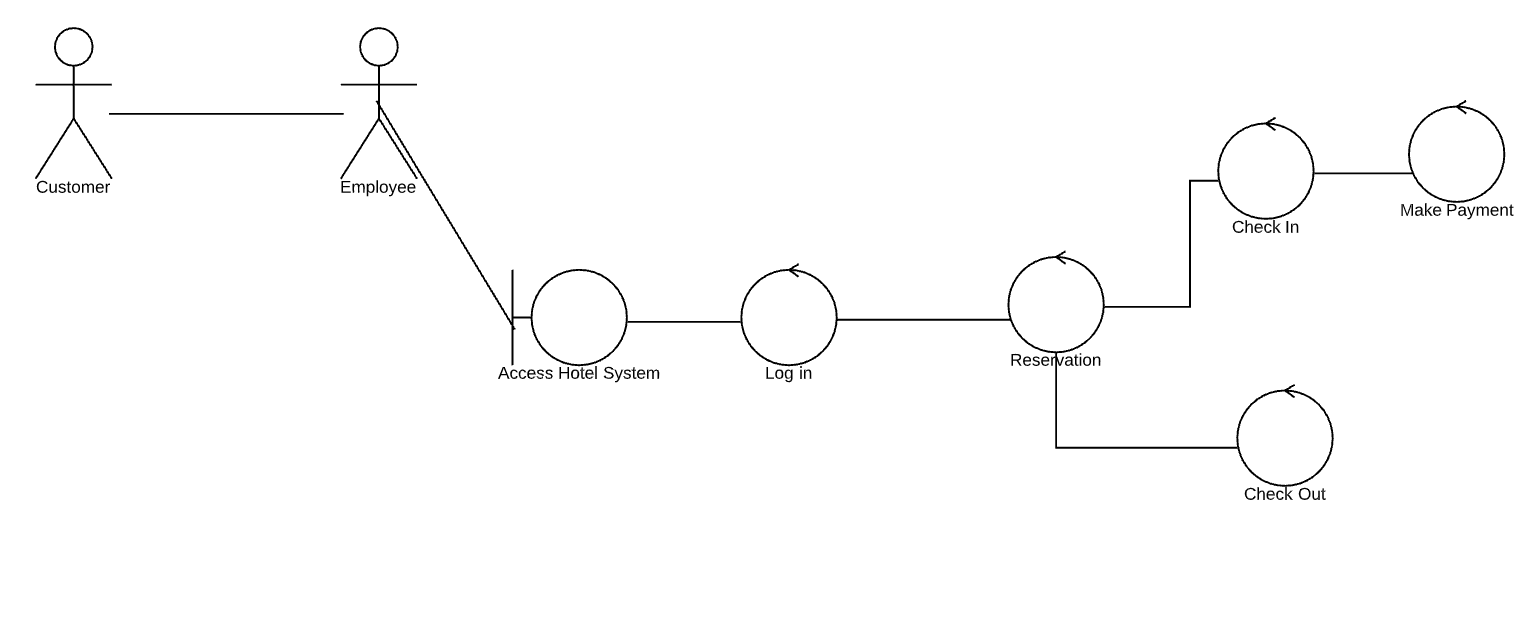 Customer
Employee
Make Payment
Check In
Reservation
Access Hotel System
Log in
Check Out